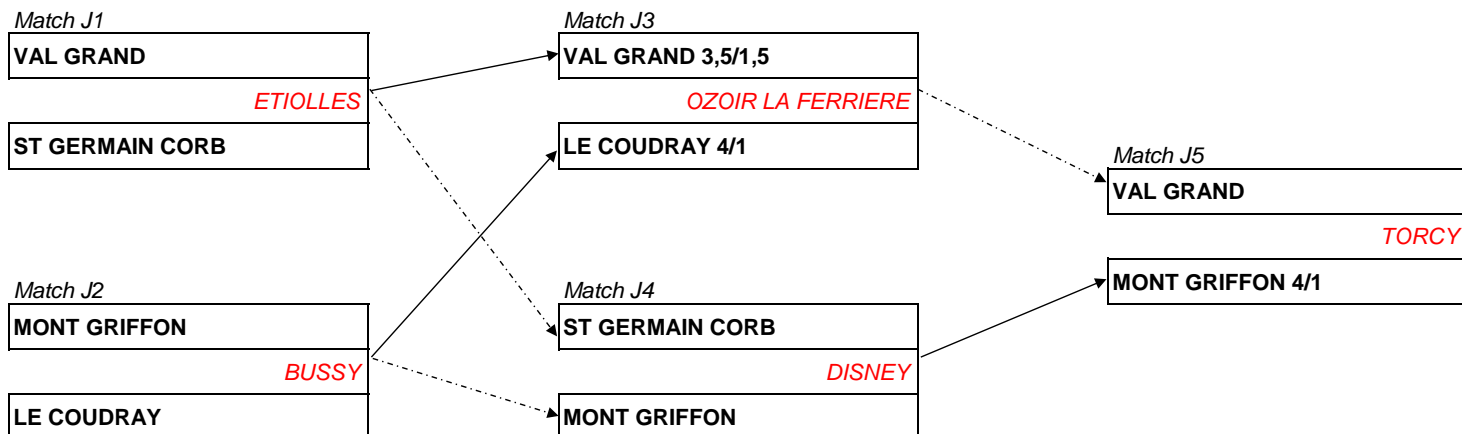 Match J1
VAL GRAND
ETIOLLES
ST GERMAIN CORB
Match J2
MONT GRIFFON
BUSSY
LE COUDRAY
Match J3
VAL GRAND 3,5/1,5
OZOIR LA FERRIERE
LE COUDRAY 4/1
Match J4
ST GERMAIN CORB
DISNEY
MONT GRIFFON
Match J5
VAL GRAND
TORCY
MONT GRIFFON 4/1